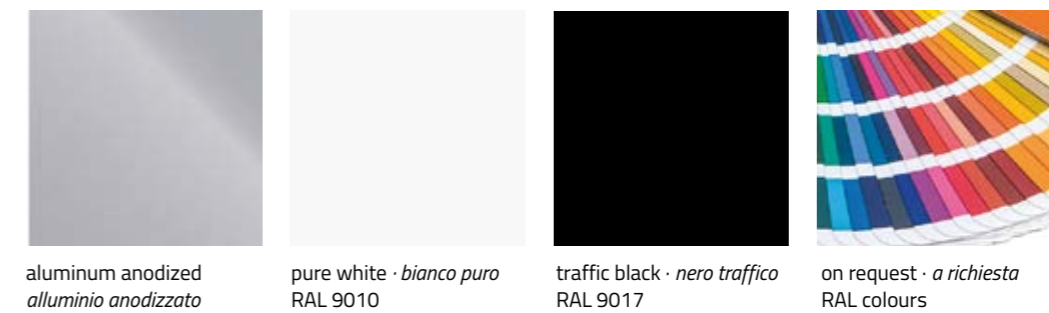 aluminum anodized
alluminio anodizzato
pure white · bianco puro
RAL 9010
traffic black · nero traffico
RAL 9017
on request · a richiesta
RAL colours